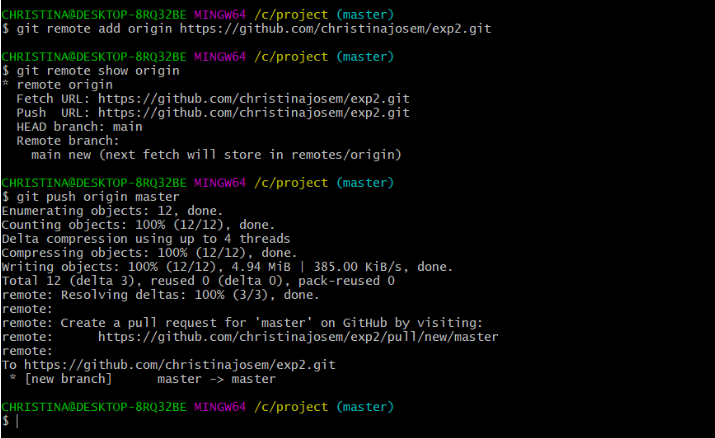 CHRISTINA@DESKTOP-8RQ32BE MINGW64 /c/project (master)
$ git remote add origin https://github.com/christinajosem/exp2.git
CHRISTINA@DESKTOP-8RQ32BE MINGW64 /c/project (master)
$ git remote show origin
* remote origin
  Fetch URL: https://github.com/christinajosem/exp2.git
  Push  URL: https://github.com/christinajosem/exp2.git
  HEAD branch: main
  Remote branch:
    main new (next fetch will store in remotes/origin)
CHRISTINA@DESKTOP-8RQ32BE MINGW64 /c/project (master)
$ git push origin master
Enumerating objects: 12, done.
Counting objects: 100% (12/12), done.
Delta compression using up to 4 threads
Compressing objects: 100% (12/12), done.
Writing objects: 100% (12/12), 4.94 MiB | 385.00 KiB/s, done.
Total 12 (delta 3), reused 0 (delta 0), pack-reused 0
remote: Resolving deltas: 100% (3/3), done.
remote:
remote: Create a pull request for 'master' on GitHub by visiting:
remote:      https://github.com/christinajosem/exp2/pull/new/master
remote:
To https://github.com/christinajosem/exp2.git
 * [new branch]      master -> master
CHRISTINA@DESKTOP-8RQ32BE MINGW64 /c/project (master)
$